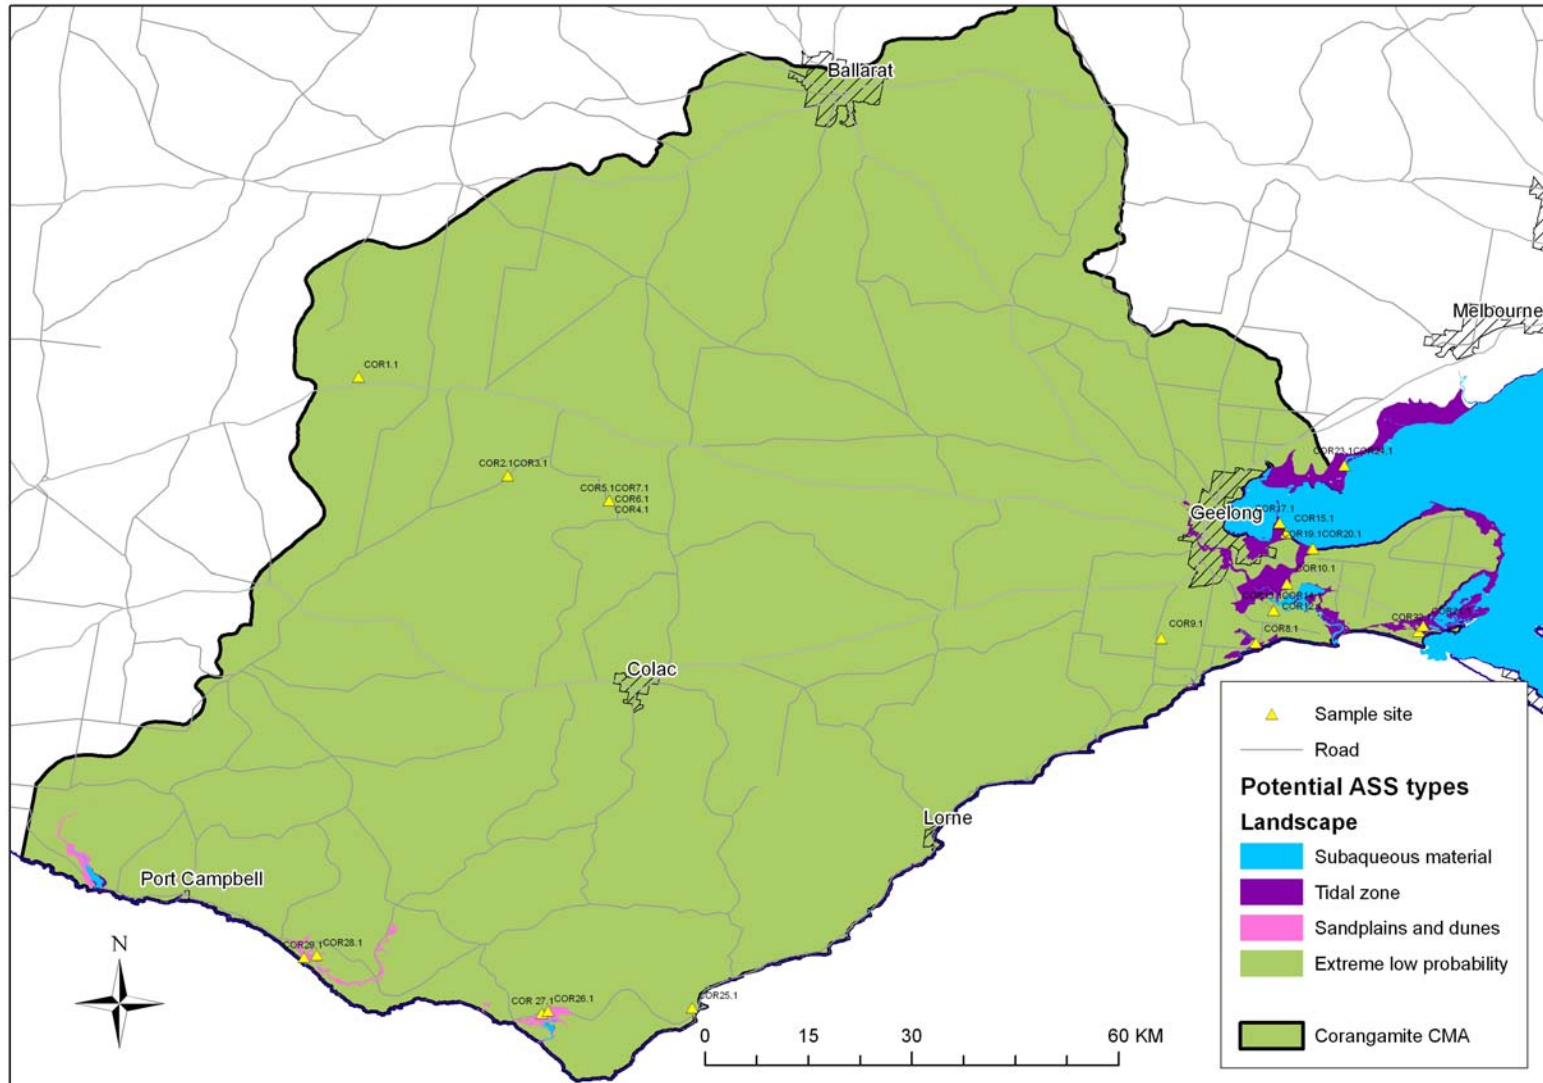 Ballarat
Melbourne
COR1.1
COR23.1COR24.1
COR2.1COR3.1
COR5.1COR7.1
COR6.1
COR4.1
Geelong
COR15.1
COR19.1COR20.1
COR10.1
COR9.1
COR8.1
Colac
Lorne
Port Campbell
COR29.1
COR28.1
COR 27.1
COR26.1
COR25.1
N
0 15 30 60 KM
Sample site
Road
Potential ASS types
Landscape
Subaqueous material
Tidal zone
Sandplains and dunes
Extreme low probability
Corangamite CMA